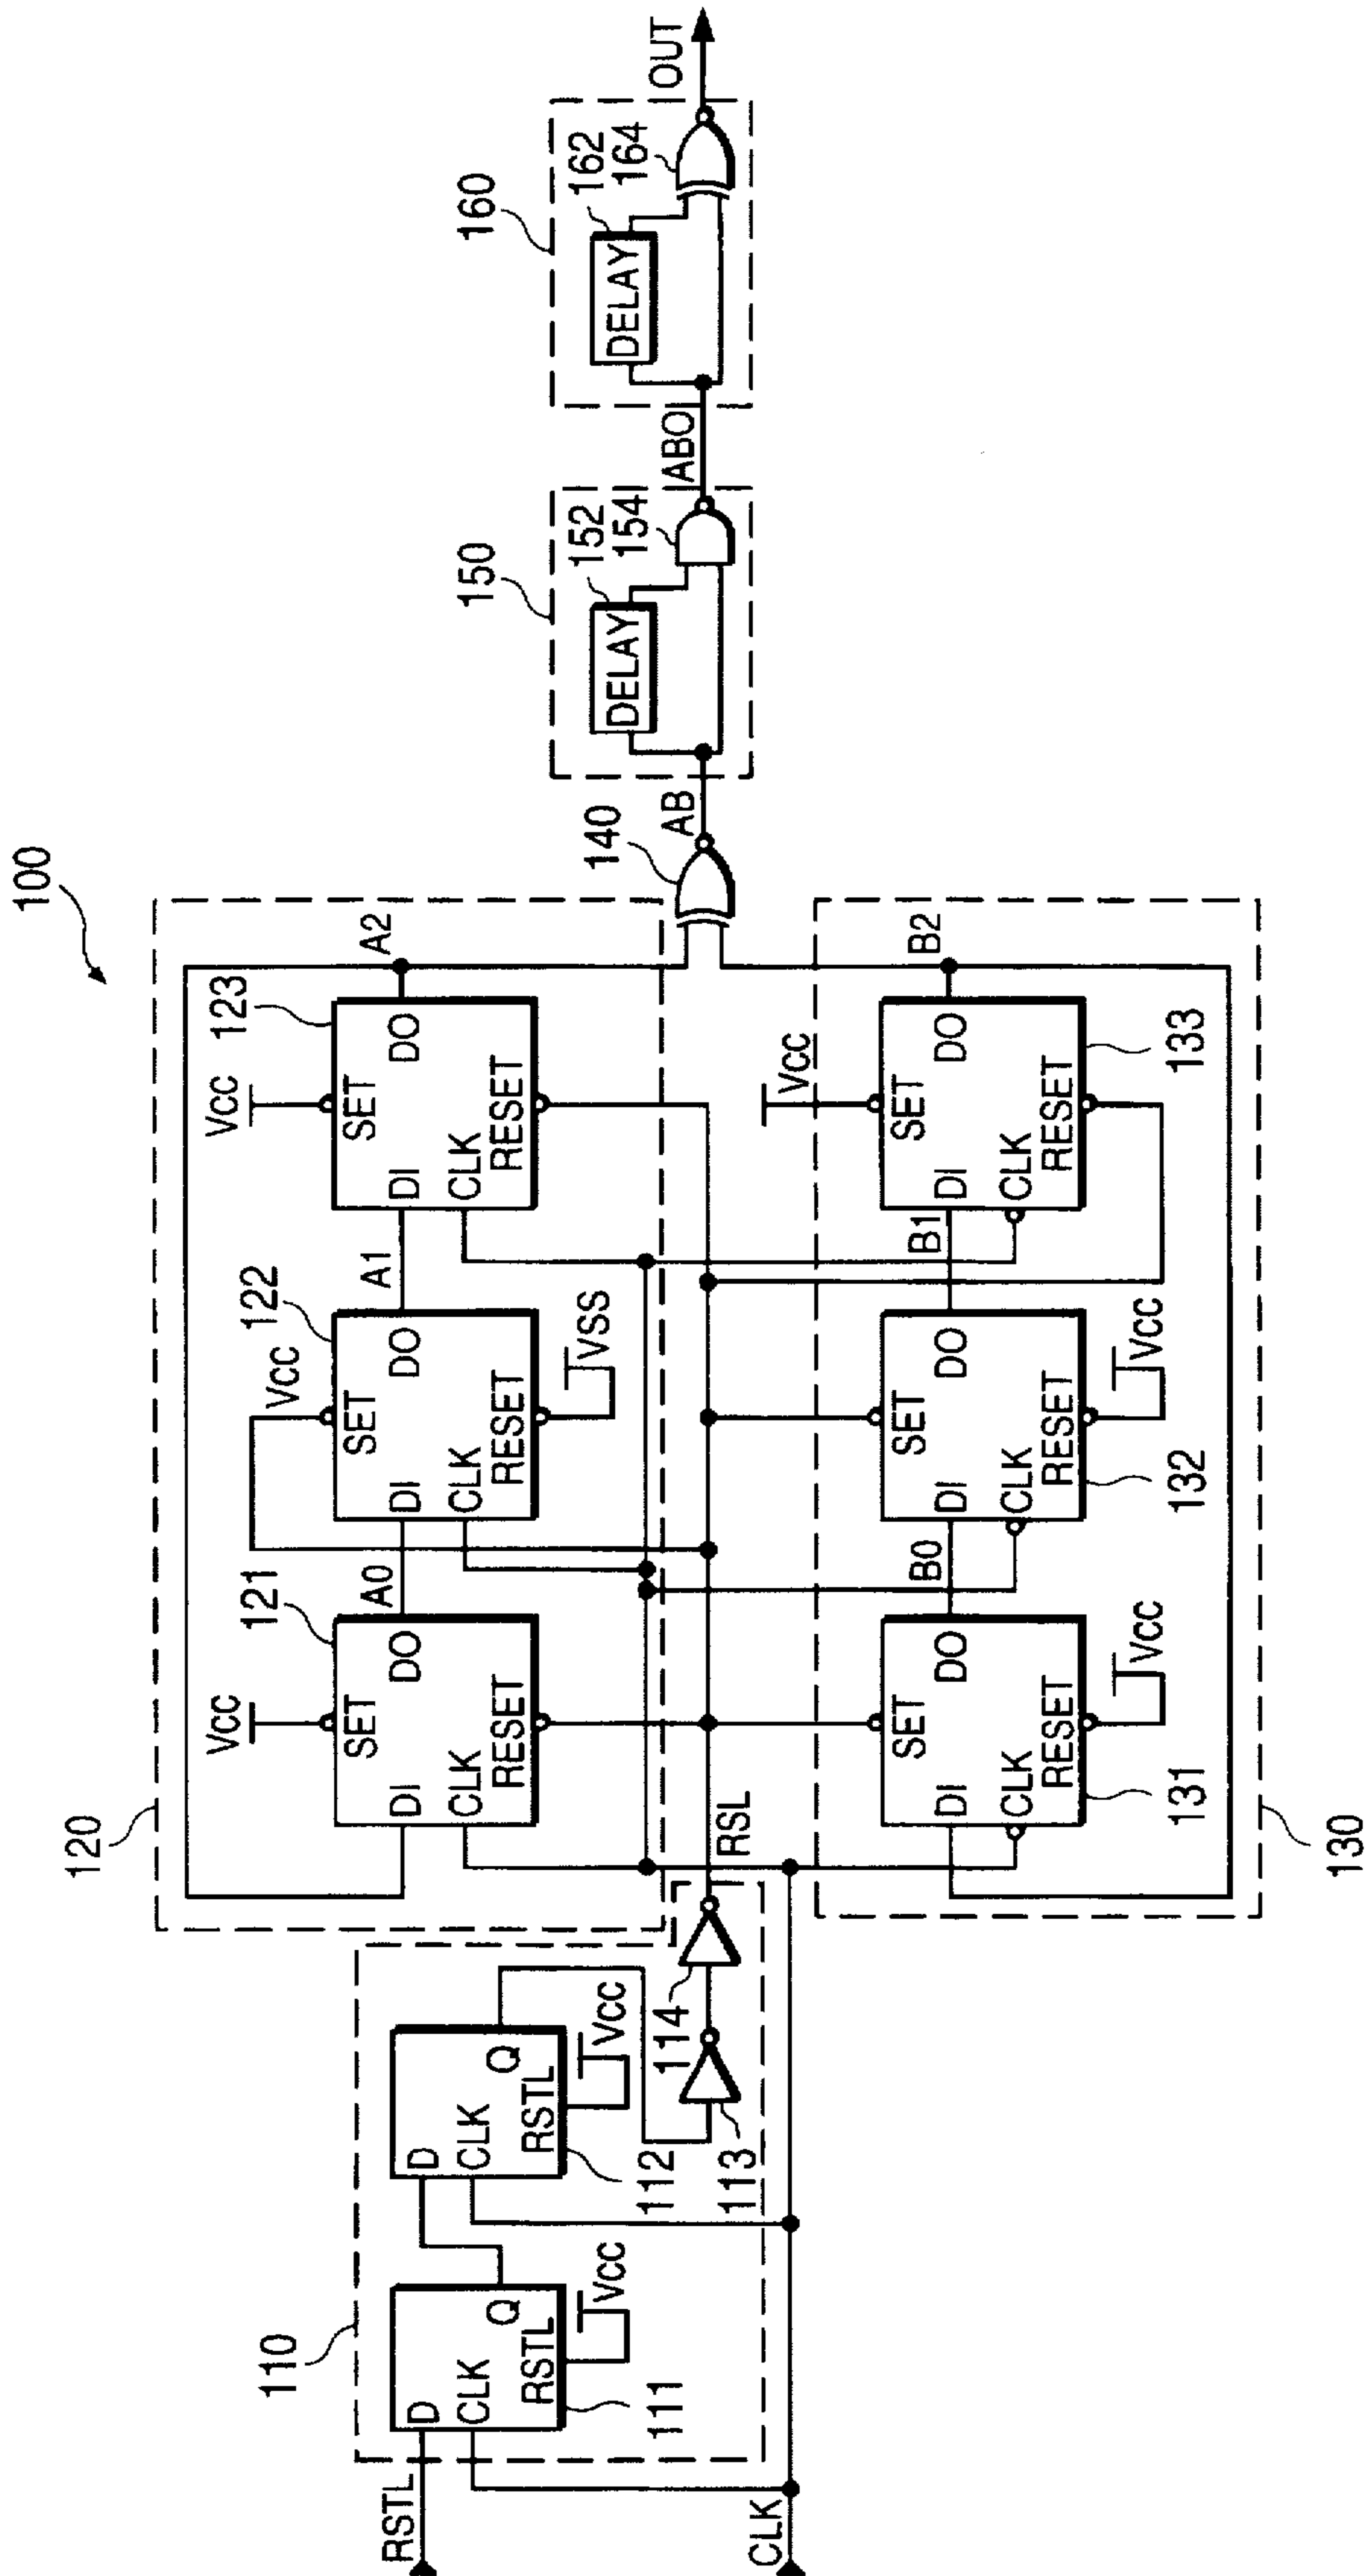 100
120
Vcc
Vcc
Vcc
121
122
123
SET
DI
DO
CLK
RESET
A0
SET
DI
DO
CLK
RESET
VSS
A1
SET
DI
DO
CLK
RESET
A2
110
RSTL
D
CLK
Q
RSTL
Vcc
111
D
CLK
Q
RSTL
Vcc
112
113
114
RSL
CLK
140
AB
150
DELAY
152
154
ABO
160
DELAY
162
164
OUT
Vcc
SET
DI
DO
CLK
RESET
Vcc
131
B0
SET
DI
DO
CLK
RESET
Vcc
132
B1
SET
DI
DO
CLK
RESET
133
B2
130